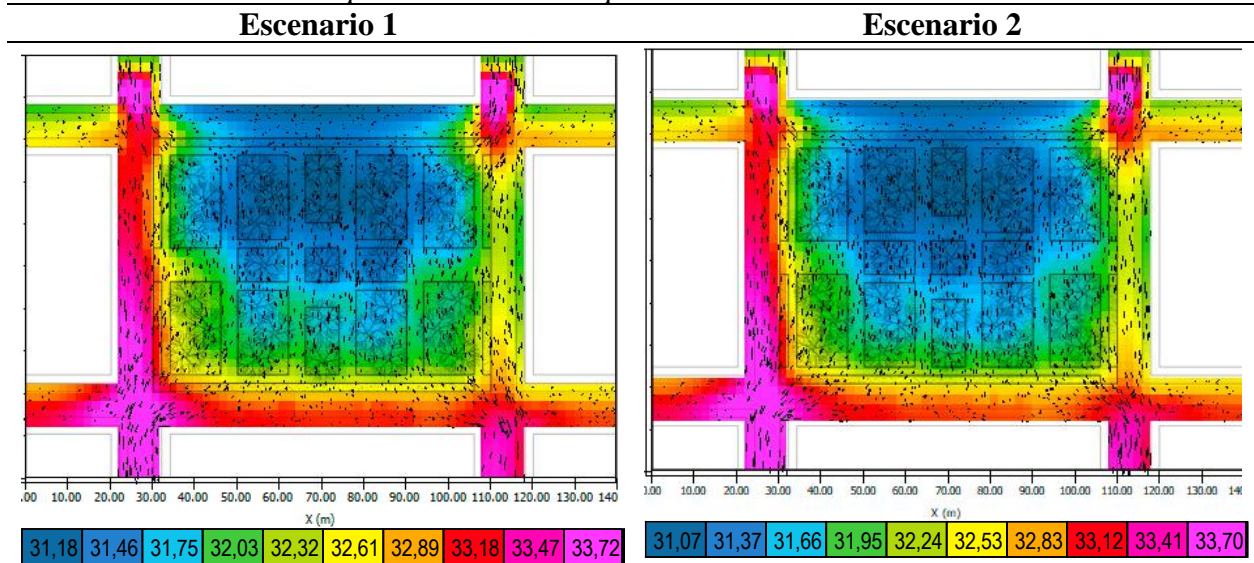 Escenario 1
Escenario 2
.00 10.00 20.00 30.00 40.00 50.00 60.00 70.00 80.00 90.00 100.00 110.00 120.00 130.00 140
X (m)
).00 10.00 20.00 30.00 40.00 50.00 60.00 70.00 80.00 90.00 100.00 110.00 120.00 130.00 140
X (m)
31,18 31,46 31,75 32,03 32,32 32,61 32,89 33,18 33,47 33,72
31,07 31,37 31,66 31,95 32,24 32,53 32,83 33,12 33,41 33,70